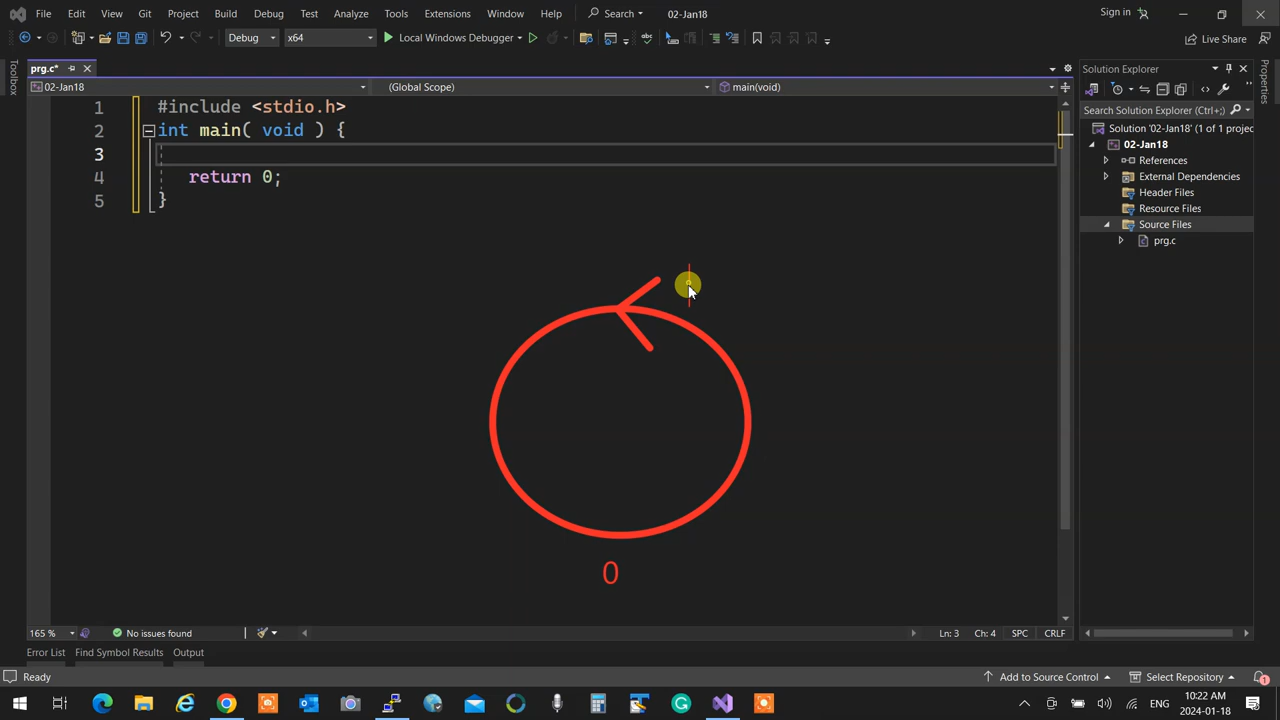 File Edit View Git Project Build Debug Test Analyze Tools Extensions Window Help Search 02-Jan18 Sign in
Debug x64 Local Windows Debugger Live Share
Toolbox
prg.c*
02-Jan18 (Global Scope) main(void)
1 #include <stdio.h>
2 int main( void ) {
3
4 return 0;
5 }
0
165 % No issues found Ln: 3 Ch: 4 SPC CRLF
Solution Explorer
Search Solution Explorer (Ctrl+;)
Solution '02-Jan18' (1 of 1 projec
02-Jan18
References
External Dependencies
Header Files
Resource Files
Source Files
prg.c
Properties
Error List Find Symbol Results Output
Ready Add to Source Control Select Repository 1
ENG 10:22 AM
2024-01-18